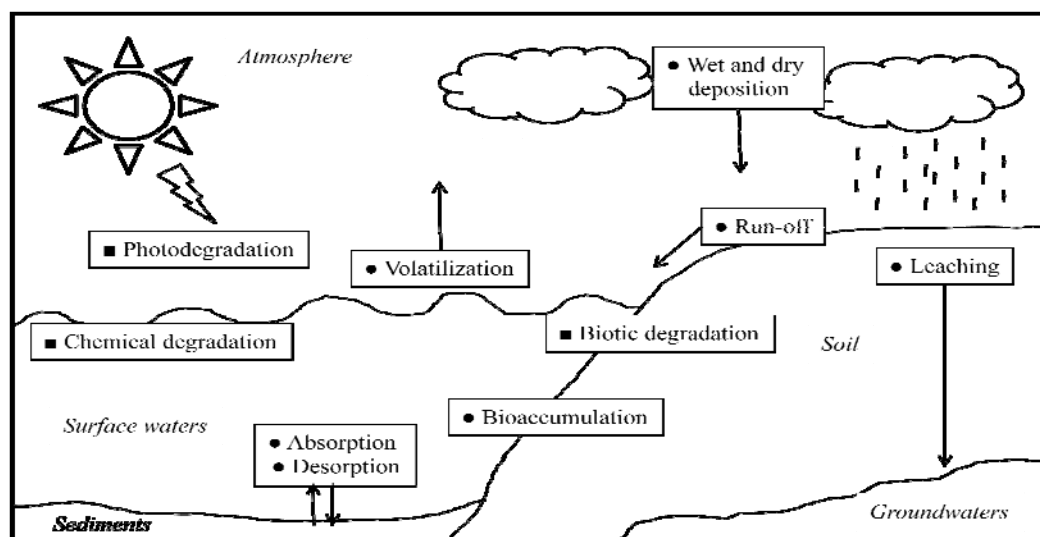 Atmosphere
● Wet and dry
deposition
■ Photodegradation
● Volatilization
● Run-off
● Leaching
■ Chemical degradation
■ Biotic degradation
Soil
Surface waters
● Bioaccumulation
● Absorption
● Desorption
Sediments
Groundwaters